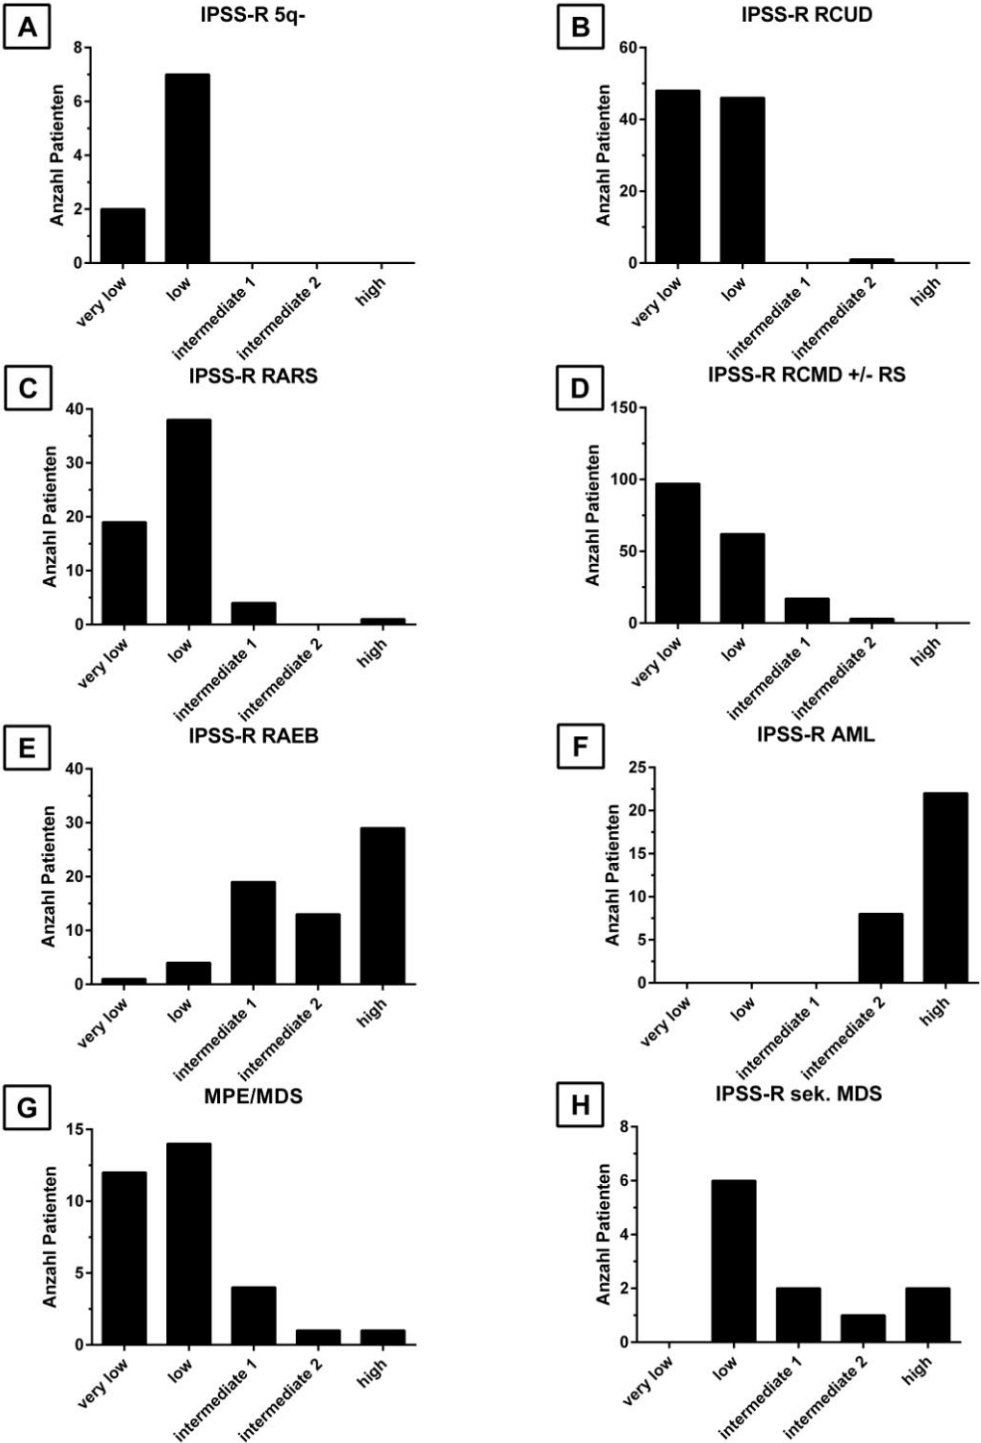 A
IPSS-R 5q-
Anzahl Patienten
8
6
4
2
0
very low
low
intermediate 1
intermediate 2
high
B
IPSS-R RCUD
Anzahl Patienten
60
40
20
0
very low
low
intermediate 1
intermediate 2
high
C
IPSS-R RARS
Anzahl Patienten
40
30
20
10
0
very low
low
intermediate 1
intermediate 2
high
D
IPSS-R RCMD +/- RS
Anzahl Patienten
150
100
50
0
very low
low
intermediate 1
intermediate 2
high
E
IPSS-R RAEB
Anzahl Patienten
40
30
20
10
0
very low
low
intermediate 1
intermediate 2
high
F
IPSS-R AML
Anzahl Patienten
25
20
15
10
5
0
very low
low
intermediate 1
intermediate 2
high
G
MPE/MDS
Anzahl Patienten
15
10
5
0
very low
low
intermediate 1
intermediate 2
high
H
IPSS-R sek. MDS
Anzahl Patienten
8
6
4
2
0
very low
low
intermediate 1
intermediate 2
high